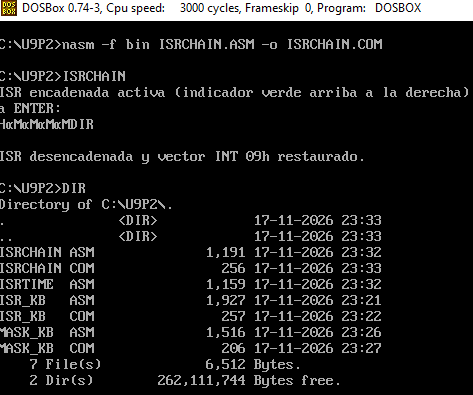 DOSBox 0.74-3, Cpu speed:    3000 cycles, Frameskip  0, Program:   DOSBOX
C:\U9P2>nasm -f bin ISRCHAIN.ASM -o ISRCHAIN.COM
C:\U9P2>ISRCHAIN
ISR encadenada activa (indicador verde arriba a la derecha)
a ENTER:
HαMαMαMαMDIR
ISR desencadenada y vector INT 09h restaurado.
C:\U9P2>DIR
Directory of C:\U9P2\.
.              <DIR>            17-11-2026 23:33
..             <DIR>            17-11-2026 23:33
ISRCHAIN ASM             1,191 17-11-2026 23:32
ISRCHAIN COM               256 17-11-2026 23:33
ISRTIME  ASM             1,159 17-11-2026 23:32
ISR_KB   ASM             1,927 17-11-2026 23:21
ISR_KB   COM               257 17-11-2026 23:22
MASK_KB  ASM             1,516 17-11-2026 23:26
MASK_KB  COM               206 17-11-2026 23:27
    7 File(s)              6,512 Bytes.
    2 Dir(s)     262,111,744 Bytes free.